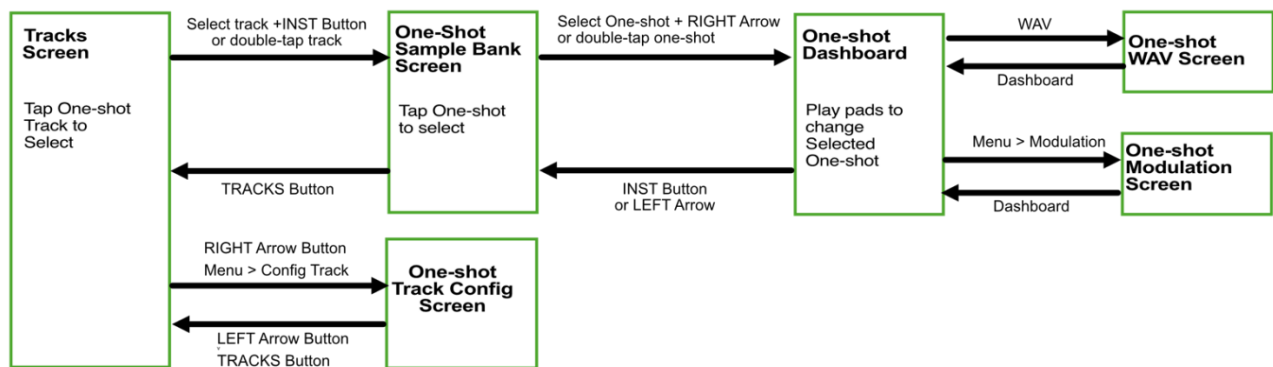 Tracks
Screen
Tap One-shot
Track to
Select
Select track +INST Button
or double-tap track
TRACKS Button
One-Shot
Sample Bank
Screen
Tap One-shot
to select
Select One-shot + RIGHT Arrow
or double-tap one-shot
INST Button
or LEFT Arrow
One-shot
Dashboard
Play pads to
change
Selected
One-shot
WAV
Dashboard
One-shot
WAV Screen
Menu > Modulation
Dashboard
One-shot
Modulation
Screen
RIGHT Arrow Button
Menu > Config Track
LEFT Arrow Button
TRACKS Button
One-shot
Track Config
Screen